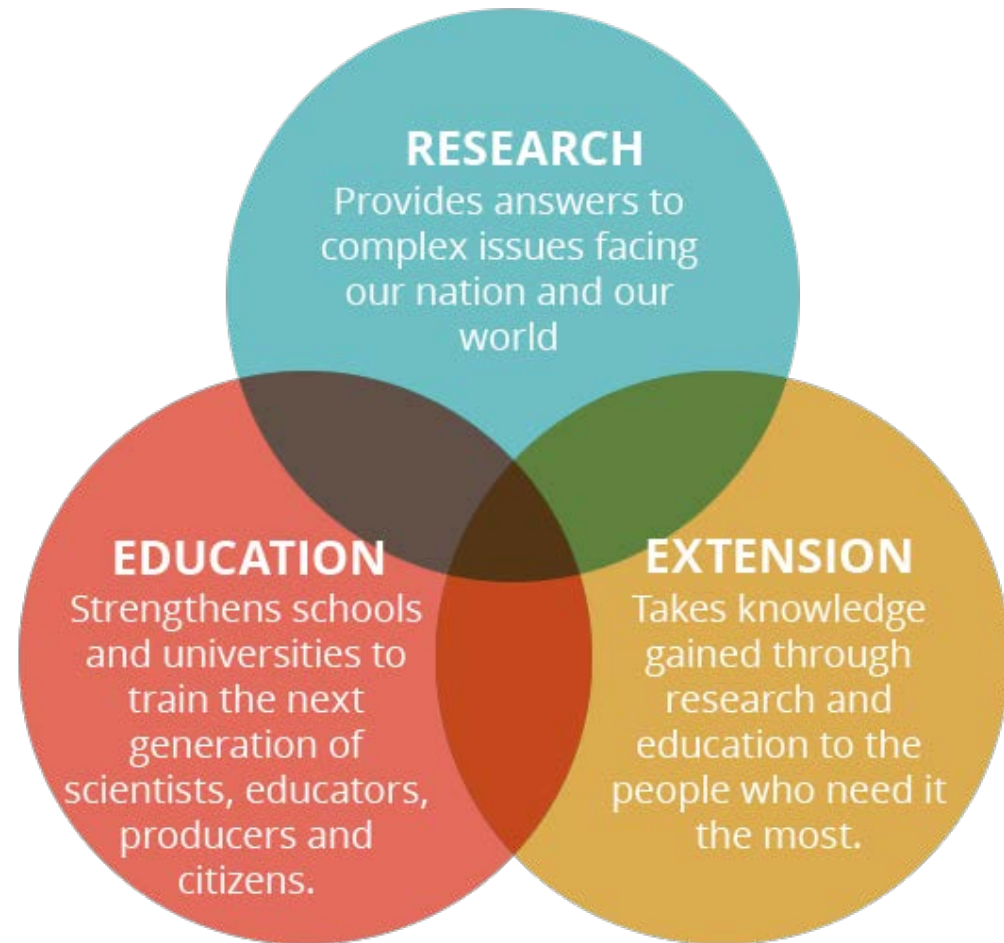 RESEARCH
Provides answers to
complex issues facing
our nation and our
world
EDUCATION
Strengthens schools
and universities to
train the next
generation of
scientists, educators,
producers and
citizens.
EXTENSION
Takes knowledge
gained through
research and
education to the
people who need it
the most.